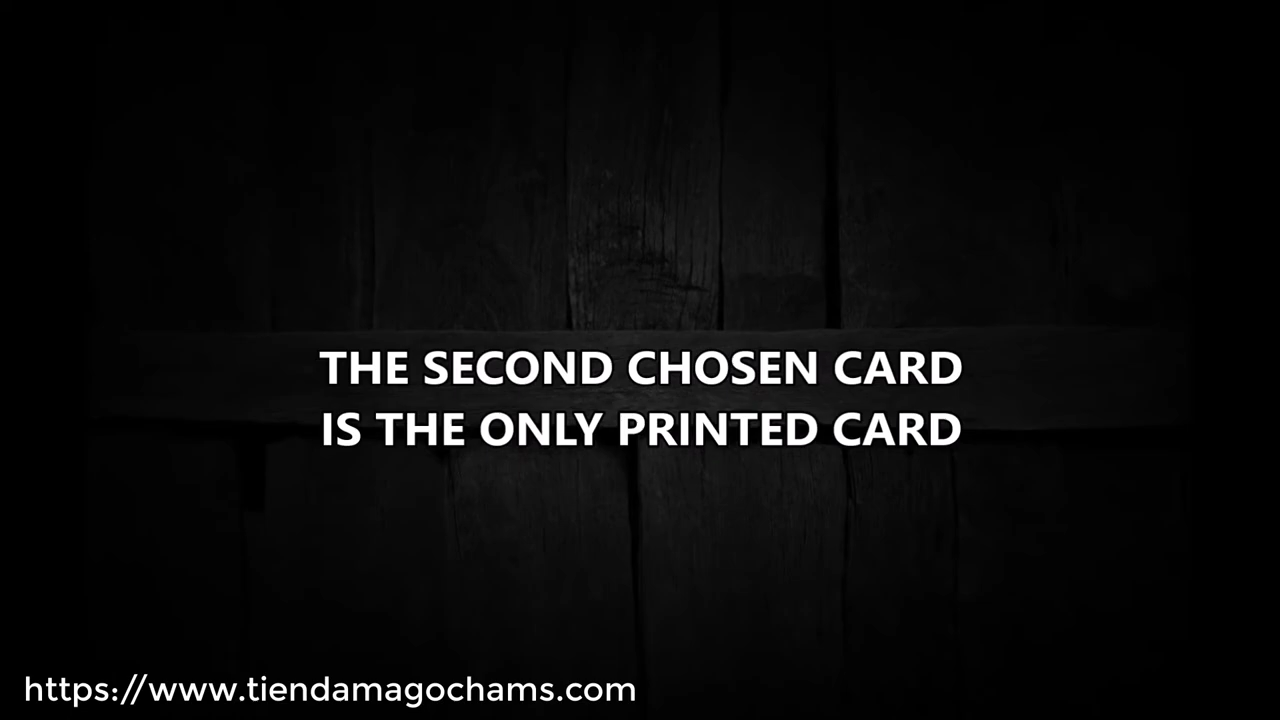 THE SECOND CHOSEN CARD
IS THE ONLY PRINTED CARD
https://www.tiendamagochams.com